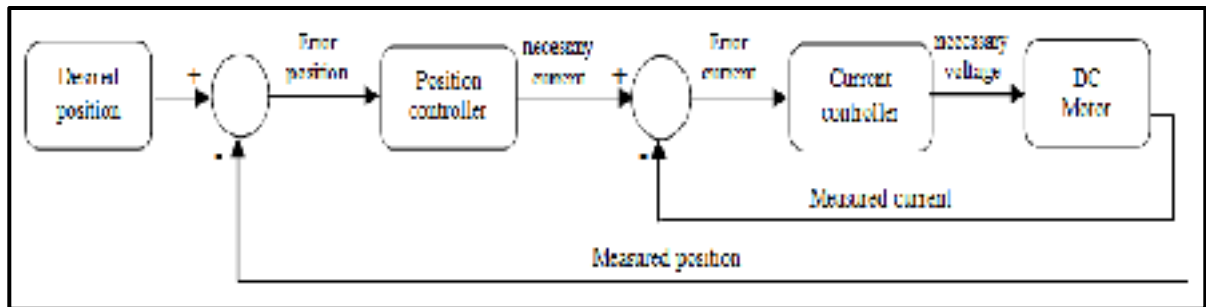 Desired
position
+
-
Error
position
Position
controller
necessary
current
+
-
Error
current
Current
controller
necessary
voltage
DC
Motor
Measured current
Measured position